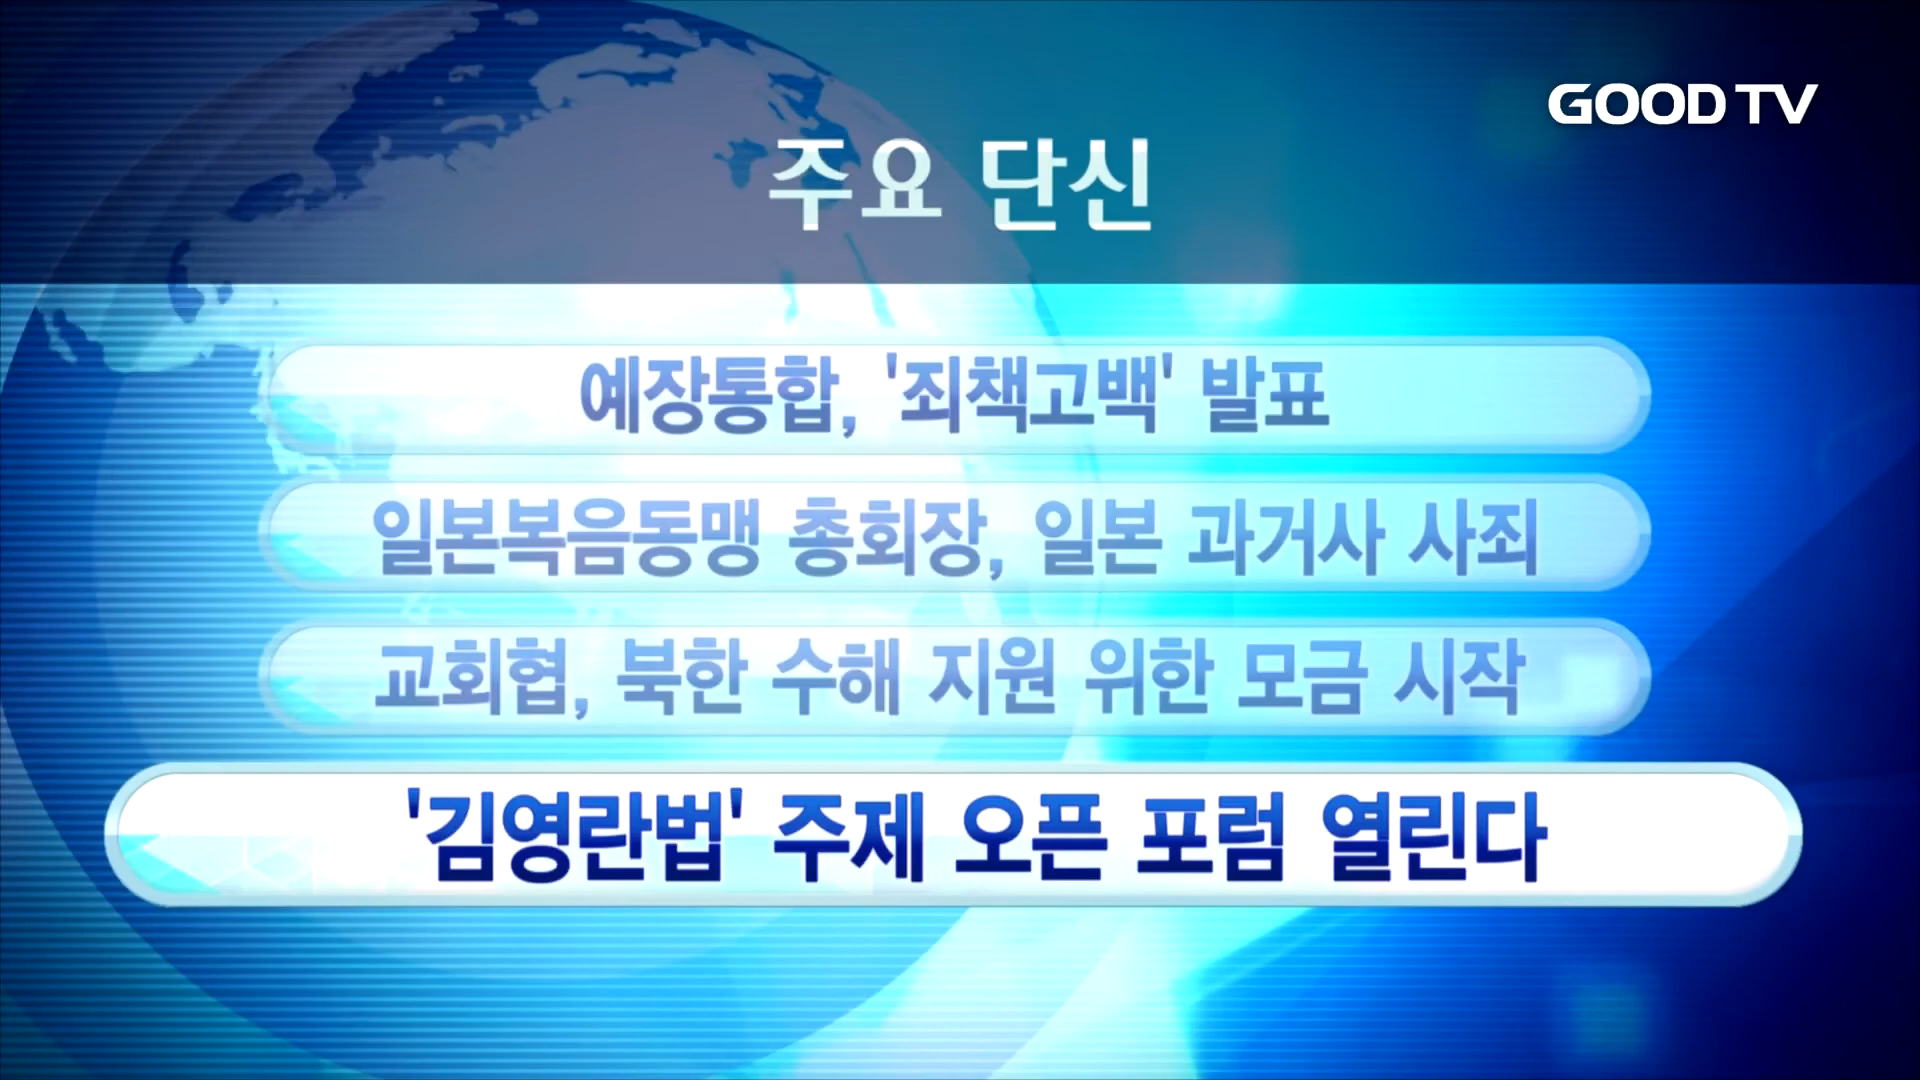 GOOD TV
주요 단신
예장통합, '죄책고백' 발표
일본복음동맹 총회장, 일본 과거사 사죄
교회협, 북한 수해 지원 위한 모금 시작
'김영란법' 주제 오픈 포럼 열린다